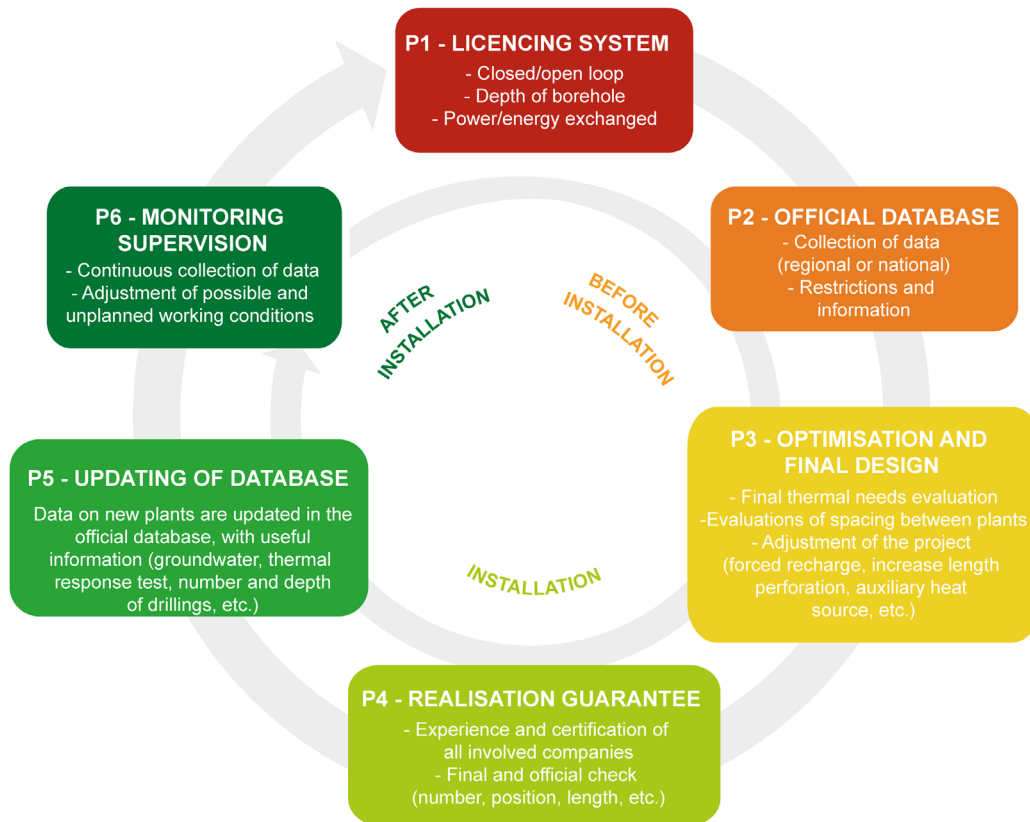 P1 - LICENCING SYSTEM
- Closed/open loop
- Depth of borehole
- Power/energy exchanged
P2 - OFFICIAL DATABASE
- Collection of data
(regional or national)
- Restrictions and
information
P3 - OPTIMISATION AND
FINAL DESIGN
- Final thermal needs evaluation
-Evaluations of spacing between plants
- Adjustment of the project
(forced recharge, increase length
perforation, auxiliary heat
source, etc.)
P4 - REALISATION GUARANTEE
- Experience and certification of
all involved companies
- Final and official check
(number, position, length, etc.)
P5 - UPDATING OF DATABASE
Data on new plants are updated in the
official database, with useful
information (groundwater, thermal
response test, number and depth
of drillings, etc.)
P6 - MONITORING
SUPERVISION
- Continuous collection of data
- Adjustment of possible and
unplanned working conditions
AFTER
INSTALLATION
BEFORE
INSTALLATION
INSTALLATION